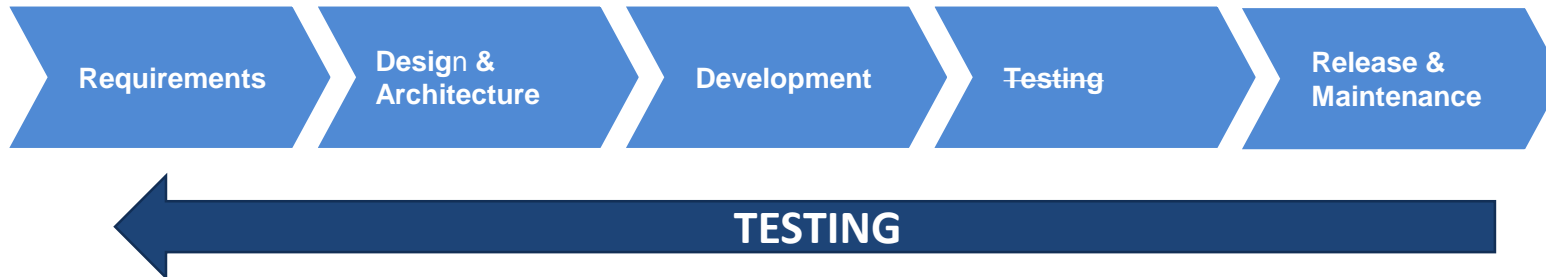 Requirements
Design &
Architecture
Development
Testing
Release &
Maintenance
TESTING